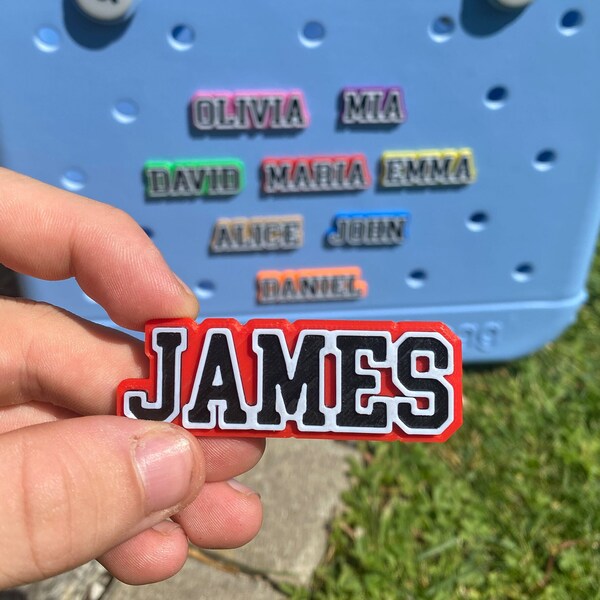 OLIVIA MIA
DAVID MARIA EMMA
ALICE JOHN
DANIEL
JAMES